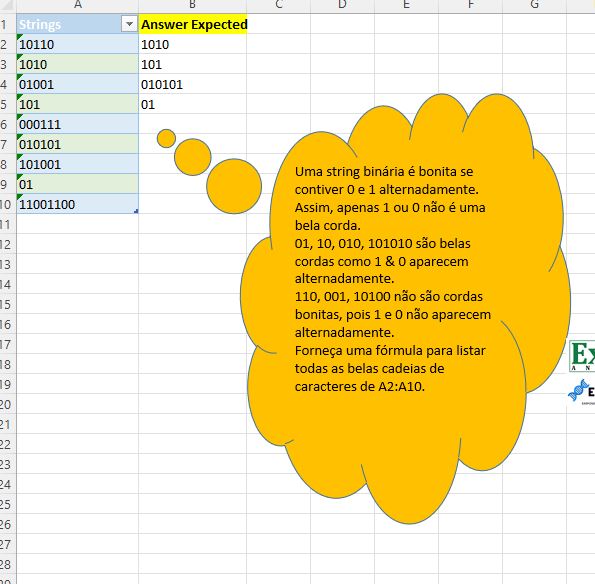 A B C D E F G
1 Strings Answer Expected
2 10110 1010
3 1010 101
4 01001 010101
5 101 01
6 000111
7 010101
8 101001
9 01
10 11001100
11
12
13
14
15
16
17
18
19
20
21
22
23
24
25
26
27
28
Uma string binária é bonita se
contiver 0 e 1 alternadamente.
Assim, apenas 1 ou 0 não é uma
bela corda.
01, 10, 010, 101010 são belas
cordas como 1 & 0 aparecem
alternadamente.
110, 001, 10100 não são cordas
bonitas, pois 1 e 0 não aparecem
alternadamente.
Forneça uma fórmula para listar
todas as belas cadeias de
caracteres de A2:A10.
Ex
A N
E